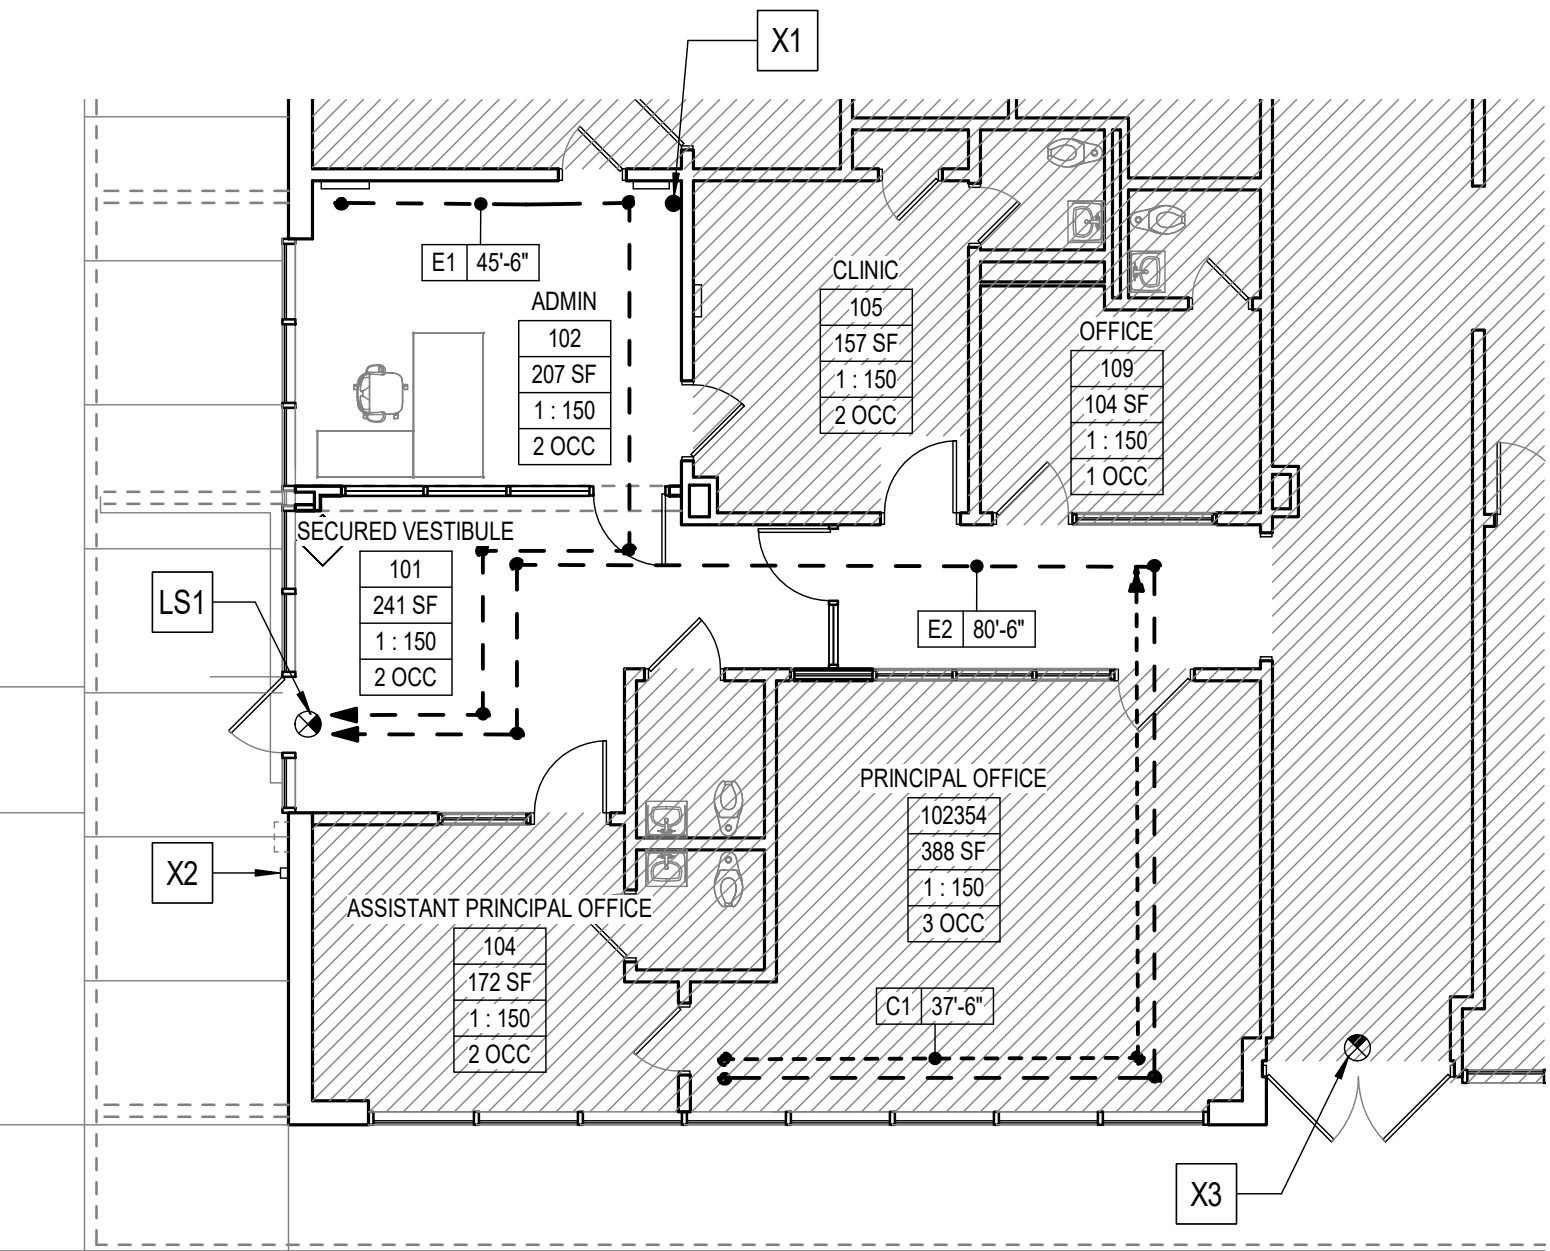 X1
E1 45'-6"
ADMIN
102
207 SF
1 : 150
2 OCC
CLINIC
105
157 SF
1 : 150
2 OCC
OFFICE
109
104 SF
1 : 150
1 OCC
SECURED VESTIBULE
101
241 SF
1 : 150
2 OCC
LS1
E2 80'-6"
PRINCIPAL OFFICE
102354
388 SF
1 : 150
3 OCC
X2
ASSISTANT PRINCIPAL OFFICE
104
172 SF
1 : 150
2 OCC
C1 37'-6"
X3